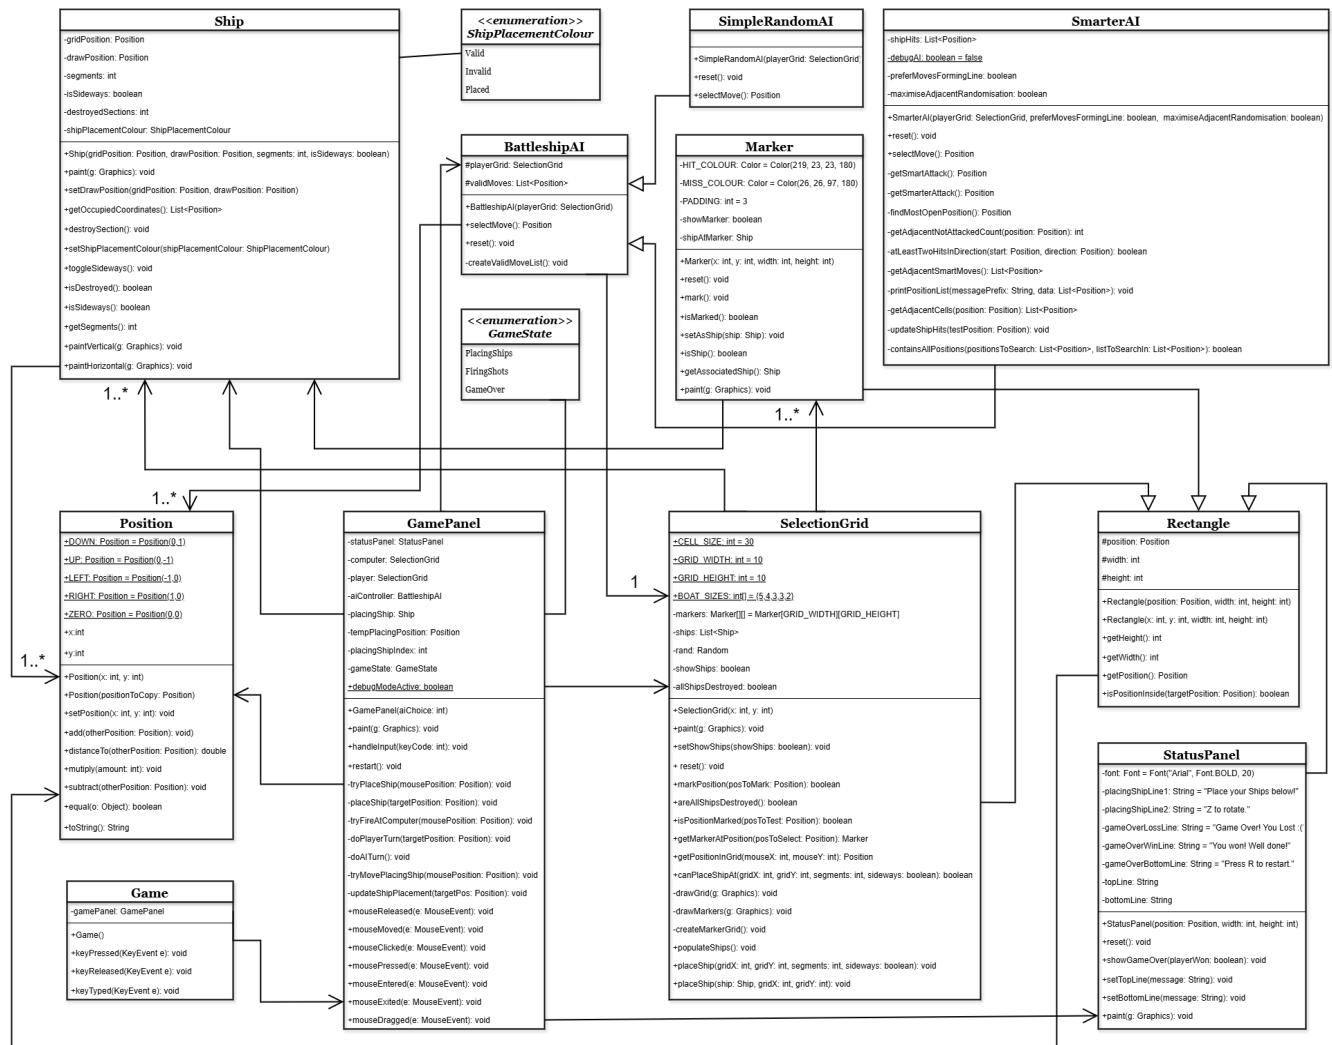 Ship
-gridPosition: Position
-drawPosition: Position
-segments: int
-isSideways: boolean
-destroyedSections: int
-shipPlacementColour: ShipPlacementColour
+Ship(gridPosition: Position, drawPosition: Position, segments: int, isSideways: boolean)
+paint(g: Graphics): void
+setDrawPosition(gridPosition: Position, drawPosition: Position)
+getOccupiedCoordinates(): List<Position>
+destroySection(): void
+setShipPlacementColour(shipPlacementColour: ShipPlacementColour)
+toggleSideways(): void
+isDestroyed(): boolean
+isSideways(): boolean
+getSegments(): int
+paintVertical(g: Graphics): void
+paintHorizontal(g: Graphics): void
1..*
<<enumeration>>
ShipPlacementColour
Valid
Invalid
Placed
SimpleRandomAI
+SimpleRandomAI(playerGrid: SelectionGrid)
+reset(): void
+selectMove(): Position
SmarterAI
-shipHits: List<Position>
-debugAI: boolean = false
-preferMovesFormingLine: boolean
-maximiseAdjacentRandomisation: boolean
+SmarterAI(playerGrid: SelectionGrid, preferMovesFormingLine: boolean, maximiseAdjacentRandomisation: boolean)
+reset(): void
+selectMove(): Position
-getSmartAttack(): Position
-getSmarterAttack(): Position
-findMostOpenPosition(): Position
-getAdjacentNotAttackedCount(position: Position): int
-atLeastTwoHitsInDirection(start: Position, direction: Position): boolean
-getAdjacentSmartMoves(): List<Position>
-printPositionList(messagePrefix: String, data: List<Position>): void
-getAdjacentCells(position: Position): List<Position>
-updateShipHits(testPosition: Position): void
-containsAllPositions(positionsToSearch: List<Position>, listToSearchIn: List<Position>): boolean
BattleshipAI
#playerGrid: SelectionGrid
#validMoves: List<Position>
+BattleshipAI(playerGrid: SelectionGrid)
+selectMove(): Position
+reset(): void
-createValidMoveList(): void
Marker
-HIT_COLOUR: Color = Color(219, 23, 23, 180)
-MISS_COLOUR: Color = Color(26, 26, 97, 180)
-PADDING: int = 3
-showMarker: boolean
-shipAtMarker: Ship
+Marker(x: int, y: int, width: int, height: int)
+reset(): void
+mark(): void
+isMarked(): boolean
+setAsShip(ship: Ship): void
+isShip(): boolean
+getAssociatedShip(): Ship
+paint(g: Graphics): void
1..*
<<enumeration>>
GameState
PlacingShips
FiringShots
GameOver
1..*
Position
+DOWN: Position = Position(0,1)
+UP: Position = Position(0,-1)
+LEFT: Position = Position(-1,0)
+RIGHT: Position = Position(1,0)
+ZERO: Position = Position(0,0)
+x:int
+y:int
+Position(x: int, y: int)
+Position(positionToCopy: Position)
+setPosition(x: int, y: int): void
+add(otherPosition: Position: void)
+distanceTo(otherPosition: Position): double
+mutiply(amount: int): void
+subtract(otherPosition: Position): void
+equal(o: Object): boolean
+toString(): String
1..*
GamePanel
-statusPanel: StatusPanel
-computer: SelectionGrid
-player: SelectionGrid
-aiController: BattleshipAI
-placingShip: Ship
-tempPlacingPosition: Position
-placingShipIndex: int
-gameState: GameState
+debugModeActive: boolean
+GamePanel(aiChoice: int)
+paint(g: Graphics): void
+handleInput(keyCode: int): void
+restart(): void
-tryPlaceShip(mousePosition: Position): void
-placeShip(targetPosition: Position): void
-tryFireAtComputer(mousePosition: Position): void
-doPlayerTurn(targetPosition: Position): void
-doAITurn(): void
-tryMovePlacingShip(mousePosition: Position): void
-updateShipPlacement(targetPos: Position): void
+mouseReleased(e: MouseEvent): void
+mouseMoved(e: MouseEvent): void
+mouseClicked(e: MouseEvent): void
+mousePressed(e: MouseEvent): void
+mouseEntered(e: MouseEvent): void
+mouseExited(e: MouseEvent): void
+mouseDragged(e: MouseEvent): void
1
SelectionGrid
+CELL_SIZE: int = 30
+GRID_WIDTH: int = 10
+GRID_HEIGHT: int = 10
+BOAT_SIZES: int[] = {5,4,3,3,2}
-markers: Marker[][] = Marker[GRID_WIDTH][GRID_HEIGHT]
-ships: List<Ship>
-rand: Random
-showShips: boolean
-allShipsDestroyed: boolean
+SelectionGrid(x: int, y: int)
+paint(g: Graphics): void
+setShowShips(showShips: boolean): void
+ reset(): void
+markPosition(posToMark: Position): boolean
+areAllShipsDestroyed(): boolean
+isPositionMarked(posToTest: Position): boolean
+getMarkerAtPosition(posToSelect: Position): Marker
+getPositionInGrid(mouseX: int, mouseY: int): Position
+canPlaceShipAt(gridX: int, gridY: int, segments: int, sideways: boolean): boolean
-drawGrid(g: Graphics): void
-drawMarkers(g: Graphics): void
-createMarkerGrid(): void
+populateShips(): void
+placeShip(gridX: int, gridY: int, segments: int, sideways: boolean): void
+placeShip(ship: Ship, gridX: int, gridY: int): void
Rectangle
#position: Position
#width: int
#height: int
+Rectangle(position: Position, width: int, height: int)
+Rectangle(x: int, y: int, width: int, height: int)
+getHeight(): int
+getWidth(): int
+getPosition(): Position
+isPositionInside(targetPosition: Position): boolean
StatusPanel
-font: Font = Font("Arial", Font.BOLD, 20)
-placingShipLine1: String = "Place your Ships below!"
-placingShipLine2: String = "Z to rotate."
-gameOverLossLine: String = "Game Over! You Lost :(
-gameOverWinLine: String = "You won! Well done!"
-gameOverBottomLine: String = "Press R to restart."
-topLine: String
-bottomLine: String
+StatusPanel(position: Position, width: int, height: int)
+reset(): void
+showGameOver(playerWon: boolean): void
+setTopLine(message: String): void
+setBottomLine(message: String): void
+paint(g: Graphics): void
Game
-gamePanel: GamePanel
+Game()
+keyPressed(KeyEvent e): void
+keyReleased(KeyEvent e): void
+keyTyped(KeyEvent e): void